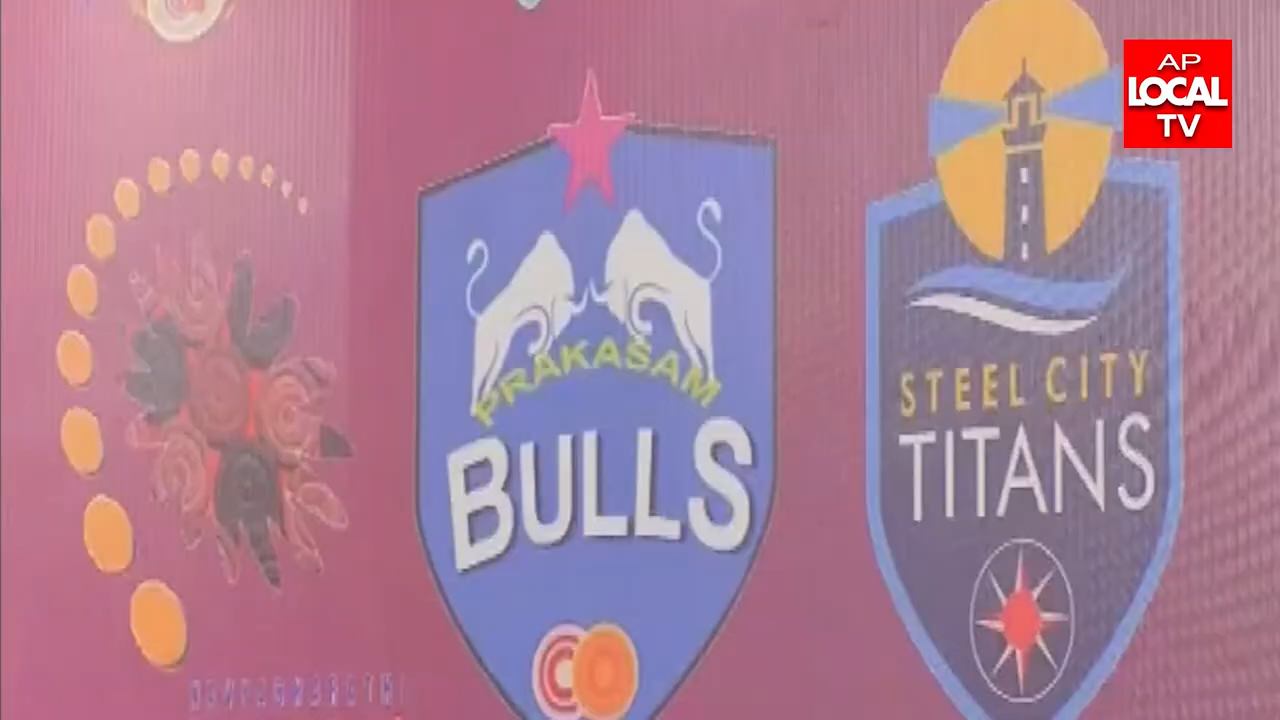 AP
LOCAL
TV
PRAKASAM
BULLS
STEEL CITY
TITANS